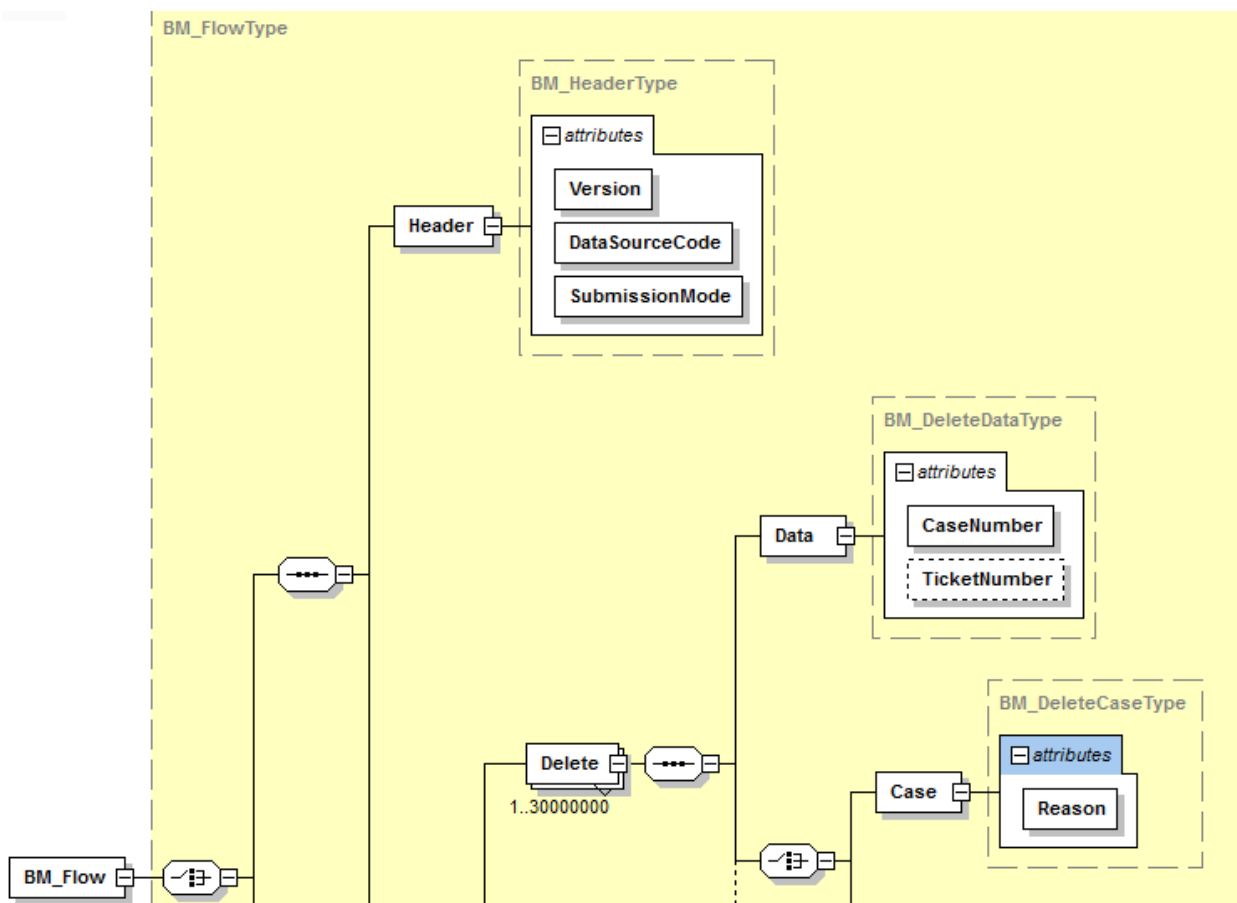 BM_FlowType
BM_HeaderType
attributes
Version
Header
DataSourceCode
SubmissionMode
BM_DeleteDataType
attributes
CaseNumber
Data
TicketNumber
BM_DeleteCaseType
attributes
Delete
Case
Reason
1..30000000
BM_Flow